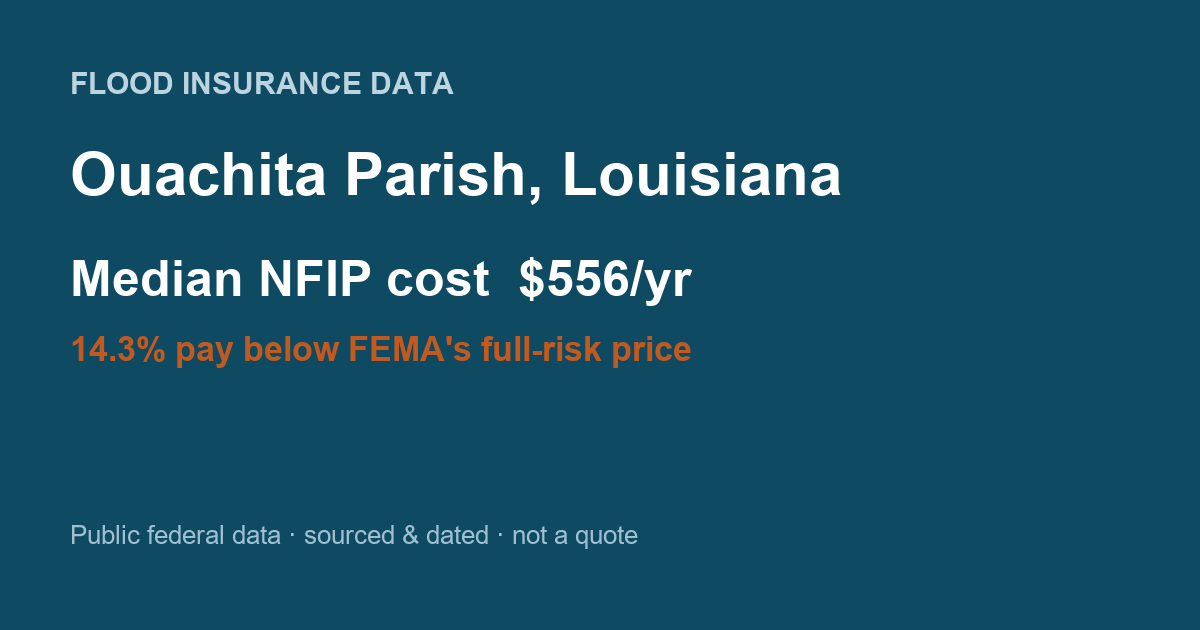 FLOOD INSURANCE DATA
Ouachita Parish, Louisiana
Median NFIP cost  $556/yr
14.3% pay below FEMA's full-risk price
Public federal data · sourced & dated · not a quote